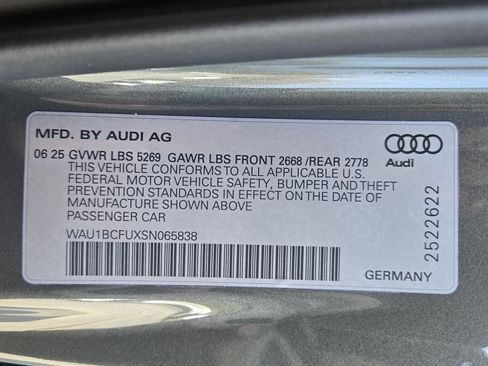 MFD. BY AUDI AG
06 25 GVWR LBS 5269 GAWR LBS FRONT 2668 /REAR 2778
THIS VEHICLE CONFORMS TO ALL APPLICABLE U.S.
FEDERAL MOTOR VEHICLE SAFETY, BUMPER AND THEFT
PREVENTION STANDARDS IN EFFECT ON THE DATE OF
MANUFACTURE SHOWN ABOVE
PASSENGER CAR
WAU1BCFUXSN065838
Audi
2522622
GERMANY